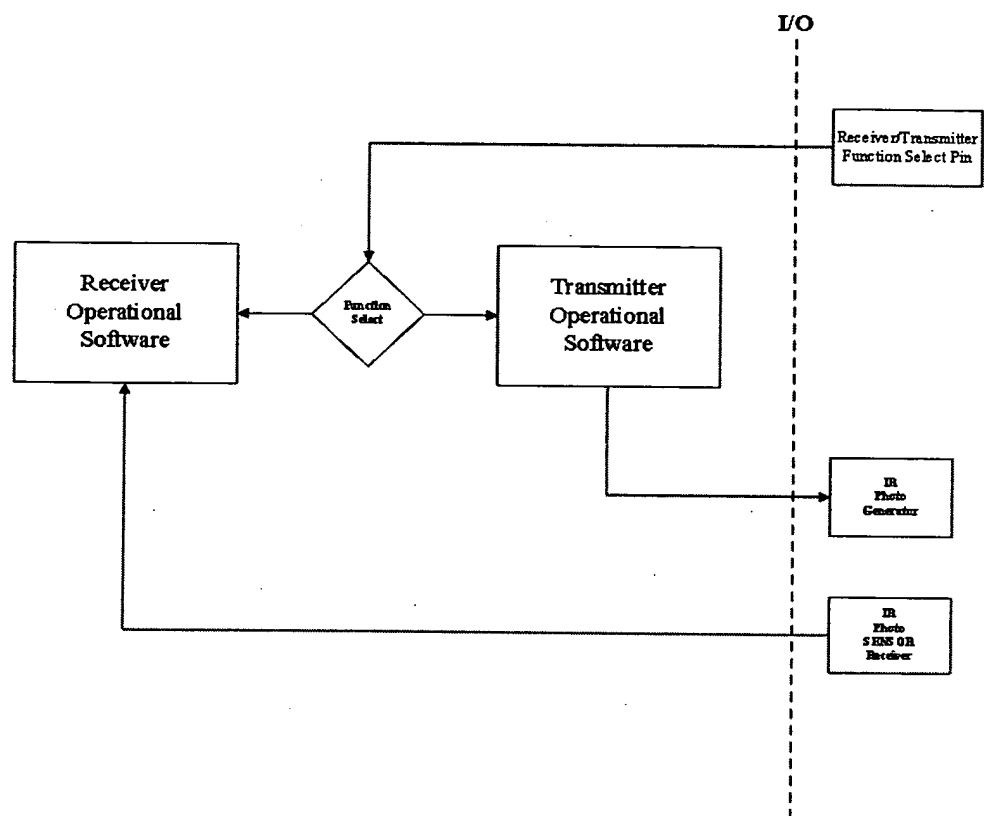 I/O
Receiver/Transmitter
Function Select Pin
Receiver
Operational
Software
Function
Select
Transmitter
Operational
Software
IR
Photo
Generator
IR
Photo
SENSOR
Receiver